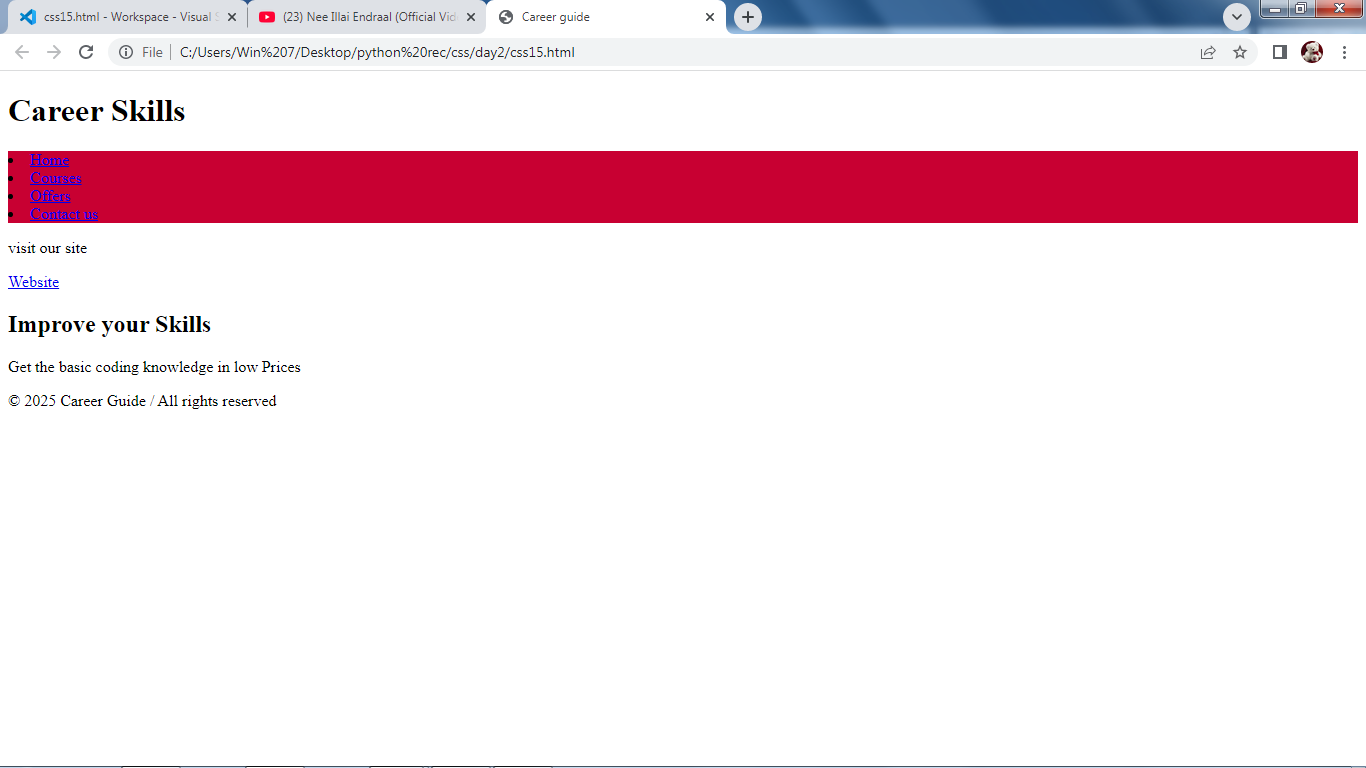 css15.html - Workspace - Visual S
(23) Nee Illai Endraal (Official Vid
Career guide
File
C:/Users/Win%207/Desktop/python%20rec/css/day2/css15.html
Career Skills
Home
Courses
Offers
Contact us
visit our site
Website
Improve your Skills
Get the basic coding knowledge in low Prices
© 2025 Career Guide / All rights reserved